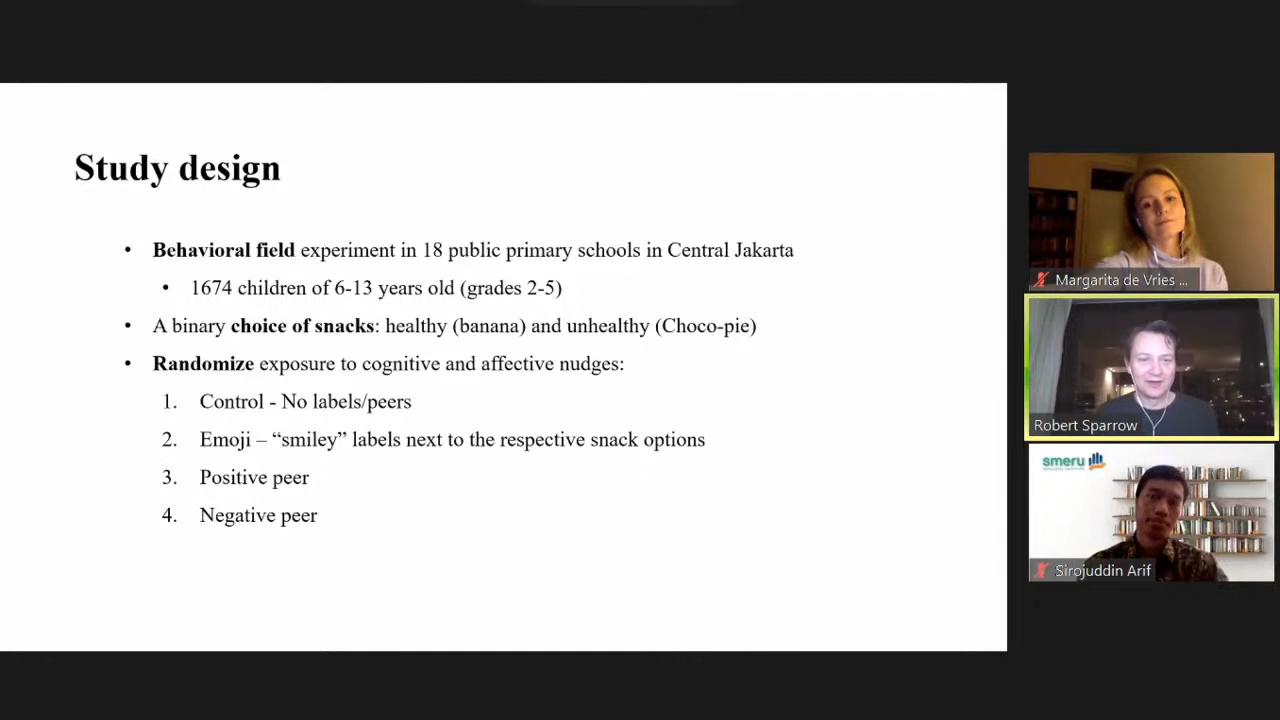 Study design
• Behavioral field experiment in 18 public primary schools in Central Jakarta
• 1674 children of 6-13 years old (grades 2-5)
• A binary choice of snacks: healthy (banana) and unhealthy (Choco-pie)
• Randomize exposure to cognitive and affective nudges:
1. Control - No labels/peers
2. Emoji – “smiley” labels next to the respective snack options
3. Positive peer
4. Negative peer
Margarita de Vries ...
Robert Sparrow
smeru
Sirojuddin Arif